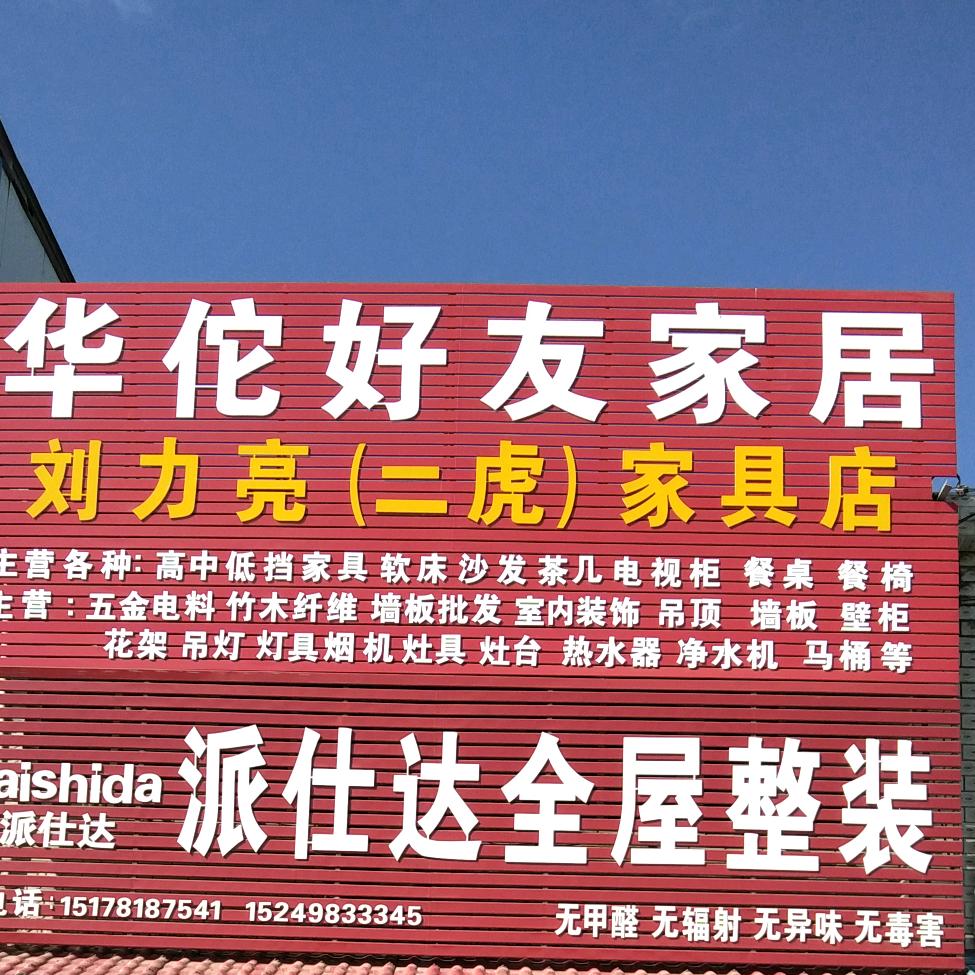 华佗好友家居
刘力亮(二虎)家具店
主营各种:高中低挡家具 软床 沙发 茶几 电视柜 餐桌 餐椅
主营:五金电料 竹木纤维 墙板批发 室内装饰 吊顶 墙板 壁柜
花架 吊灯 灯具烟机 灶具 灶台 热水器 净水机 马桶等
aishida 派仕达全屋整装
派仕达
电话:15178187541 15249833345 无甲醛 无辐射 无异味 无毒害